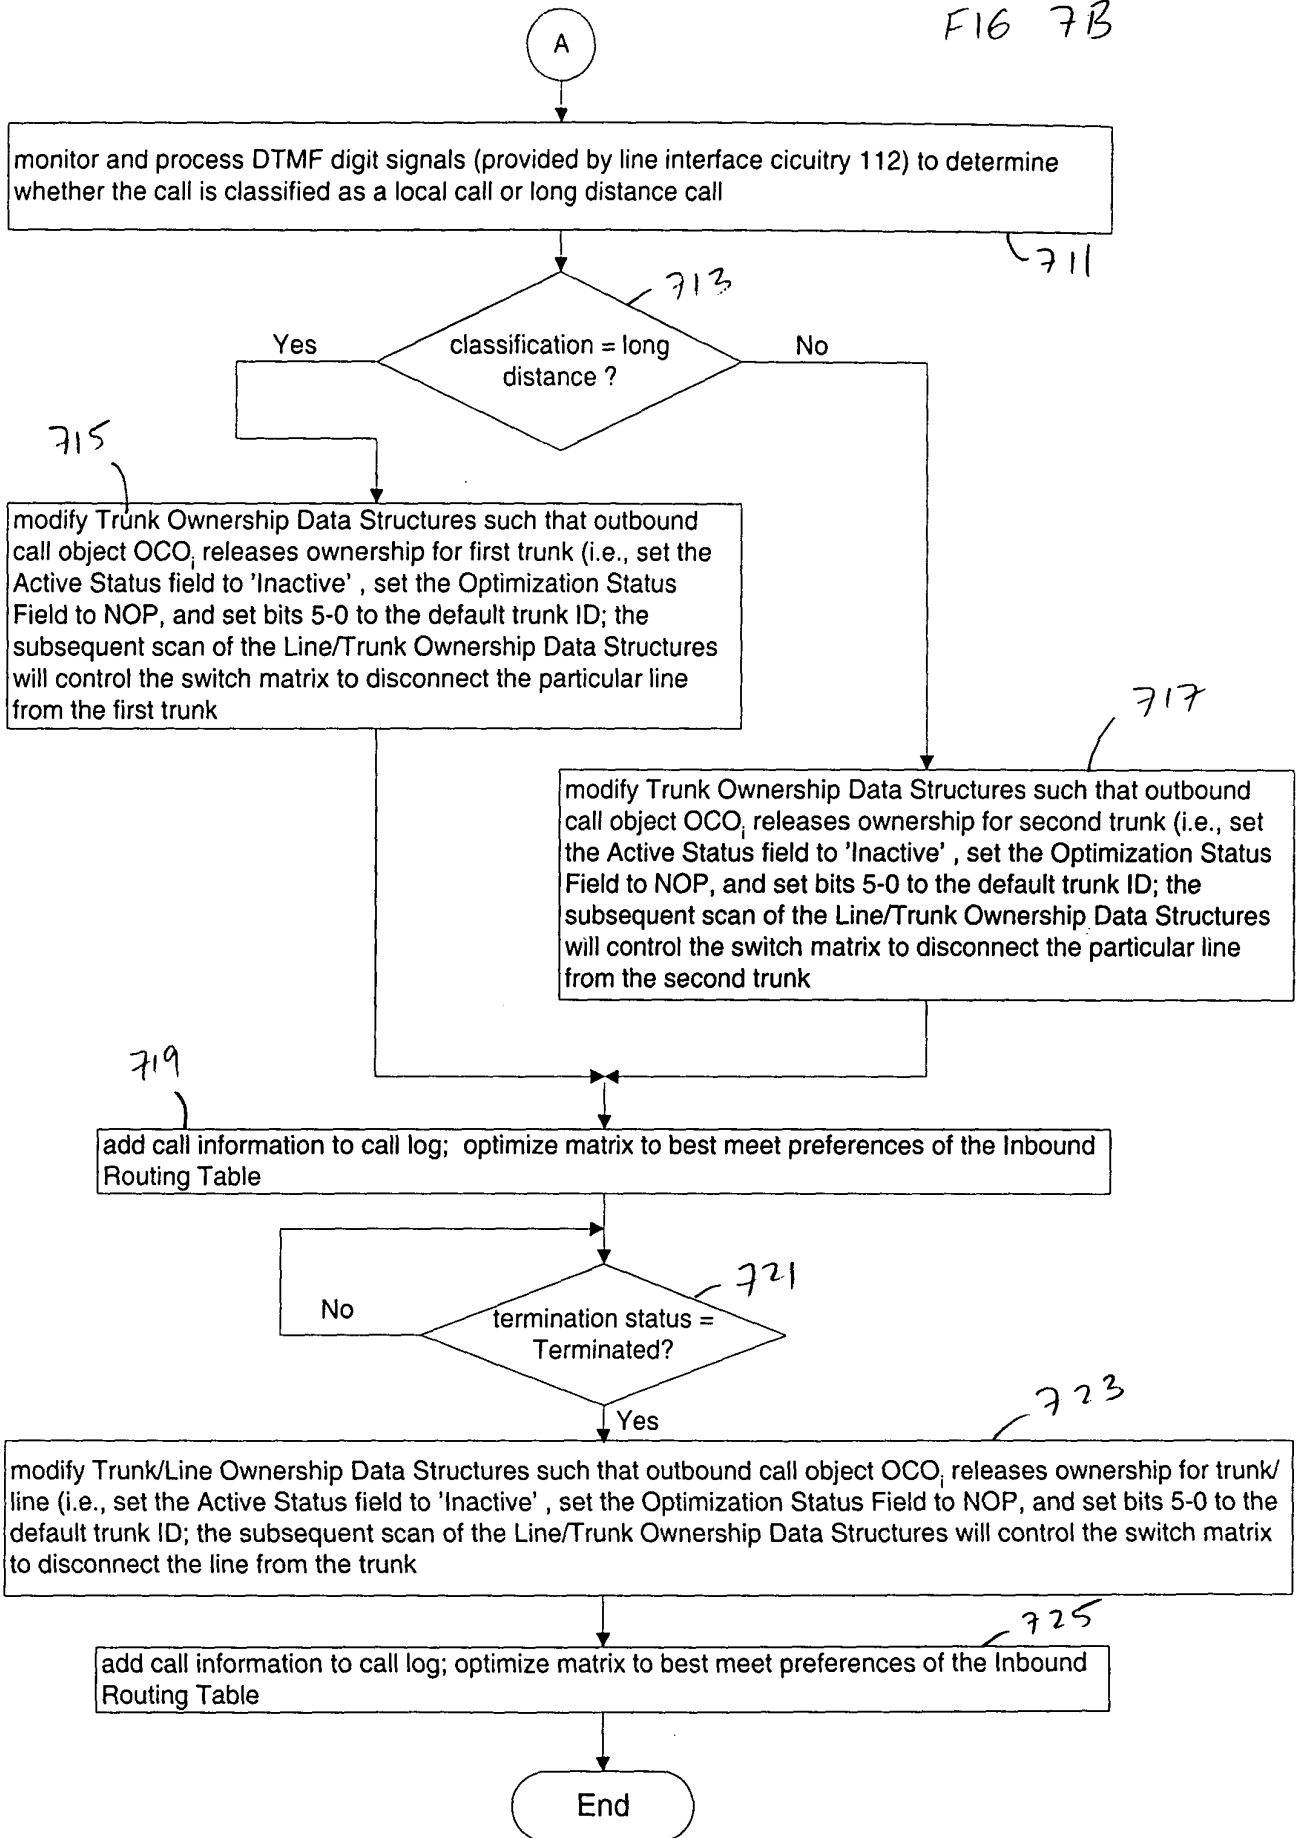 FIG 7B
A
monitor and process DTMF digit signals (provided by line interface cicuitry 112) to determine
whether the call is classified as a local call or long distance call
711
713
classification = long
distance ?
Yes
No
715
modify Trunk Ownership Data Structures such that outbound
call object OCOi releases ownership for first trunk (i.e., set the
Active Status field to 'Inactive' , set the Optimization Status
Field to NOP, and set bits 5-0 to the default trunk ID; the
subsequent scan of the Line/Trunk Ownership Data Structures
will control the switch matrix to disconnect the particular line
from the first trunk
717
modify Trunk Ownership Data Structures such that outbound
call object OCOi releases ownership for second trunk (i.e., set
the Active Status field to 'Inactive' , set the Optimization Status
Field to NOP, and set bits 5-0 to the default trunk ID; the
subsequent scan of the Line/Trunk Ownership Data Structures
will control the switch matrix to disconnect the particular line
from the second trunk
719
add call information to call log; optimize matrix to best meet preferences of the Inbound
Routing Table
721
No
termination status =
Terminated?
Yes
723
modify Trunk/Line Ownership Data Structures such that outbound call object OCOi releases ownership for trunk/
line (i.e., set the Active Status field to 'Inactive' , set the Optimization Status Field to NOP, and set bits 5-0 to the
default trunk ID; the subsequent scan of the Line/Trunk Ownership Data Structures will control the switch matrix
to disconnect the line from the trunk
725
add call information to call log; optimize matrix to best meet preferences of the Inbound
Routing Table
End